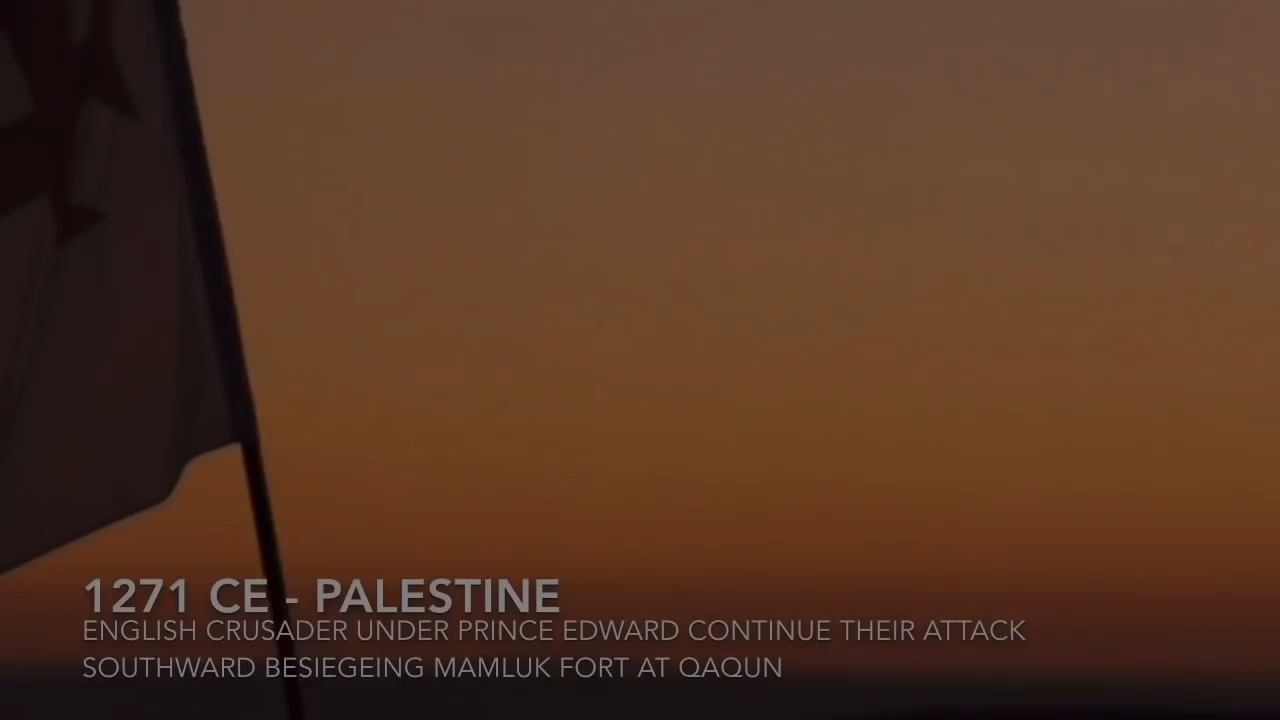 1271 CE - PALESTINE
ENGLISH CRUSADER UNDER PRINCE EDWARD CONTINUE THEIR ATTACK
SOUTHWARD BESIEGEING MAMLUK FORT AT QAQUN